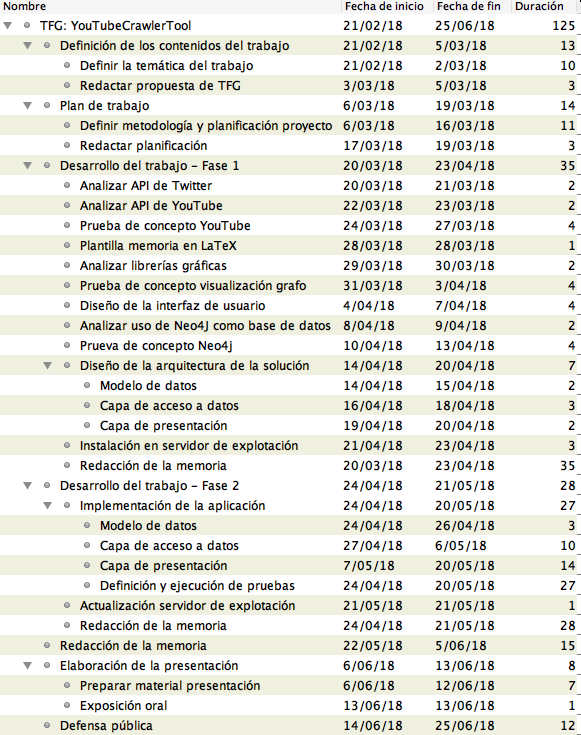 Nombre Fecha de inicio Fecha de fin Duración
TFG: YouTubeCrawlerTool 21/02/18 25/06/18 125
Definición de los contenidos del trabajo 21/02/18 5/03/18 13
Definir la temática del trabajo 21/02/18 2/03/18 10
Redactar propuesta de TFG 3/03/18 5/03/18 3
Plan de trabajo 6/03/18 19/03/18 14
Definir metodología y planificación proyecto 6/03/18 16/03/18 11
Redactar planificación 17/03/18 19/03/18 3
Desarrollo del trabajo – Fase 1 20/03/18 23/04/18 35
Analizar API de Twitter 20/03/18 21/03/18 2
Analizar API de YouTube 22/03/18 23/03/18 2
Prueba de concepto YouTube 24/03/18 27/03/18 4
Plantilla memoria en LaTeX 28/03/18 28/03/18 1
Analizar librerías gráficas 29/03/18 30/03/18 2
Prueba de concepto visualización grafo 31/03/18 3/04/18 4
Diseño de la interfaz de usuario 4/04/18 7/04/18 4
Analizar uso de Neo4J como base de datos 8/04/18 9/04/18 2
Prueva de concepto Neo4j 10/04/18 13/04/18 4
Diseño de la arquitectura de la solución 14/04/18 20/04/18 7
Modelo de datos 14/04/18 15/04/18 2
Capa de acceso a datos 16/04/18 18/04/18 3
Capa de presentación 19/04/18 20/04/18 2
Instalación en servidor de explotación 21/04/18 23/04/18 3
Redacción de la memoria 20/03/18 23/04/18 35
Desarrollo del trabajo – Fase 2 24/04/18 21/05/18 28
Implementación de la aplicación 24/04/18 20/05/18 27
Modelo de datos 24/04/18 26/04/18 3
Capa de acceso a datos 27/04/18 6/05/18 10
Capa de presentación 7/05/18 20/05/18 14
Definición y ejecución de pruebas 24/04/18 20/05/18 27
Actualización servidor de explotación 21/05/18 21/05/18 1
Redacción de la memoria 24/04/18 21/05/18 28
Redacción de la memoria 22/05/18 5/06/18 15
Elaboración de la presentación 6/06/18 13/06/18 8
Preparar material presentación 6/06/18 12/06/18 7
Exposición oral 13/06/18 13/06/18 1
Defensa pública 14/06/18 25/06/18 12